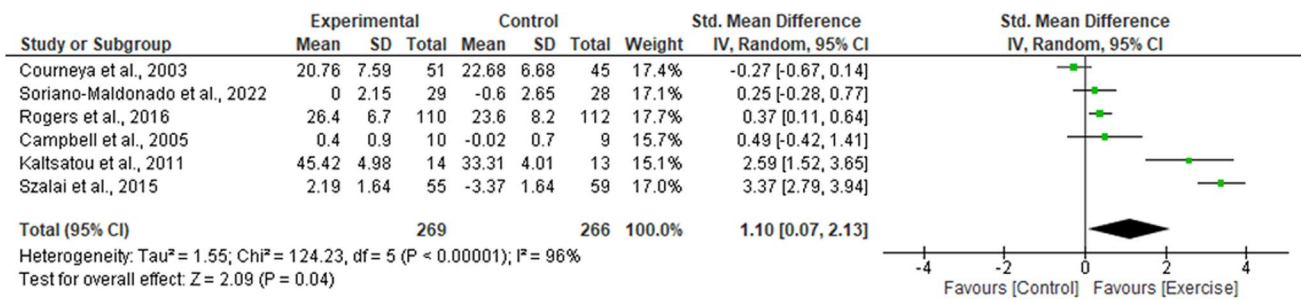 Experimental Control Std. Mean Difference Std. Mean Difference
Study or Subgroup Mean SD Total Mean SD Total Weight IV, Random, 95% CI IV, Random, 95% CI
Courneya et al., 2003 20.76 7.59 51 22.68 6.68 45 17.4% -0.27 [-0.67, 0.14]
Soriano-Maldonado et al., 2022 0 2.15 29 -0.6 2.65 28 17.1% 0.25 [-0.28, 0.77]
Rogers et al., 2016 26.4 6.7 110 23.6 8.2 112 17.7% 0.37 [0.11, 0.64]
Campbell et al., 2005 0.4 0.9 10 -0.02 0.7 9 15.7% 0.49 [-0.42, 1.41]
Kaltsatou et al., 2011 45.42 4.98 14 33.31 4.01 13 15.1% 2.59 [1.52, 3.65]
Szalai et al., 2015 2.19 1.64 55 -3.37 1.64 59 17.0% 3.37 [2.79, 3.94]
Total (95% CI) 269 266 100.0% 1.10 [0.07, 2.13]
Heterogeneity: Tau² = 1.55; Chi² = 124.23, df = 5 (P < 0.00001); I² = 96%
Test for overall effect: Z = 2.09 (P = 0.04)
-4 -2 0 2 4
Favours [Control] Favours [Exercise]